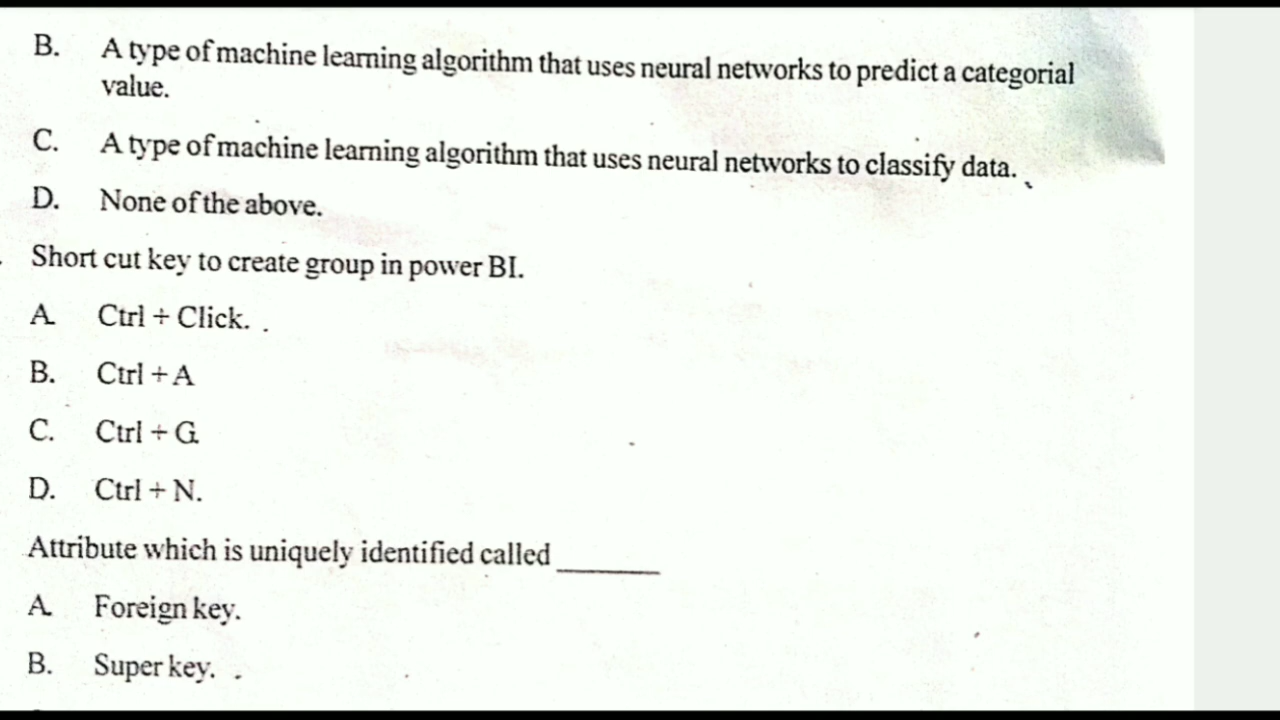 B. A type of machine learning algorithm that uses neural networks to predict a categorial
value.
C. A type of machine learning algorithm that uses neural networks to classify data.
D. None of the above.
Short cut key to create group in power BI.
A. Ctrl + Click.
B. Ctrl + A
C. Ctrl + G
D. Ctrl + N.
Attribute which is uniquely identified called ______
A. Foreign key.
B. Super key.